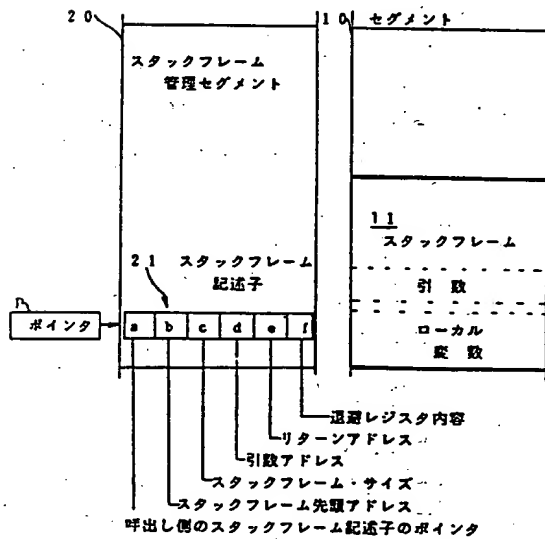 20
10 セグメント
スタックフレーム
管理セグメント
11
スタックフレーム
21 スタックフレーム
記述子
引数
n
ポインタ
a b c d e f
ローカル
変数
退避レジスタ内容
リターンアドレス
引数アドレス
スタックフレーム・サイズ
スタックフレーム先頭アドレス
呼出し側のスタックフレーム記述子のポインタ